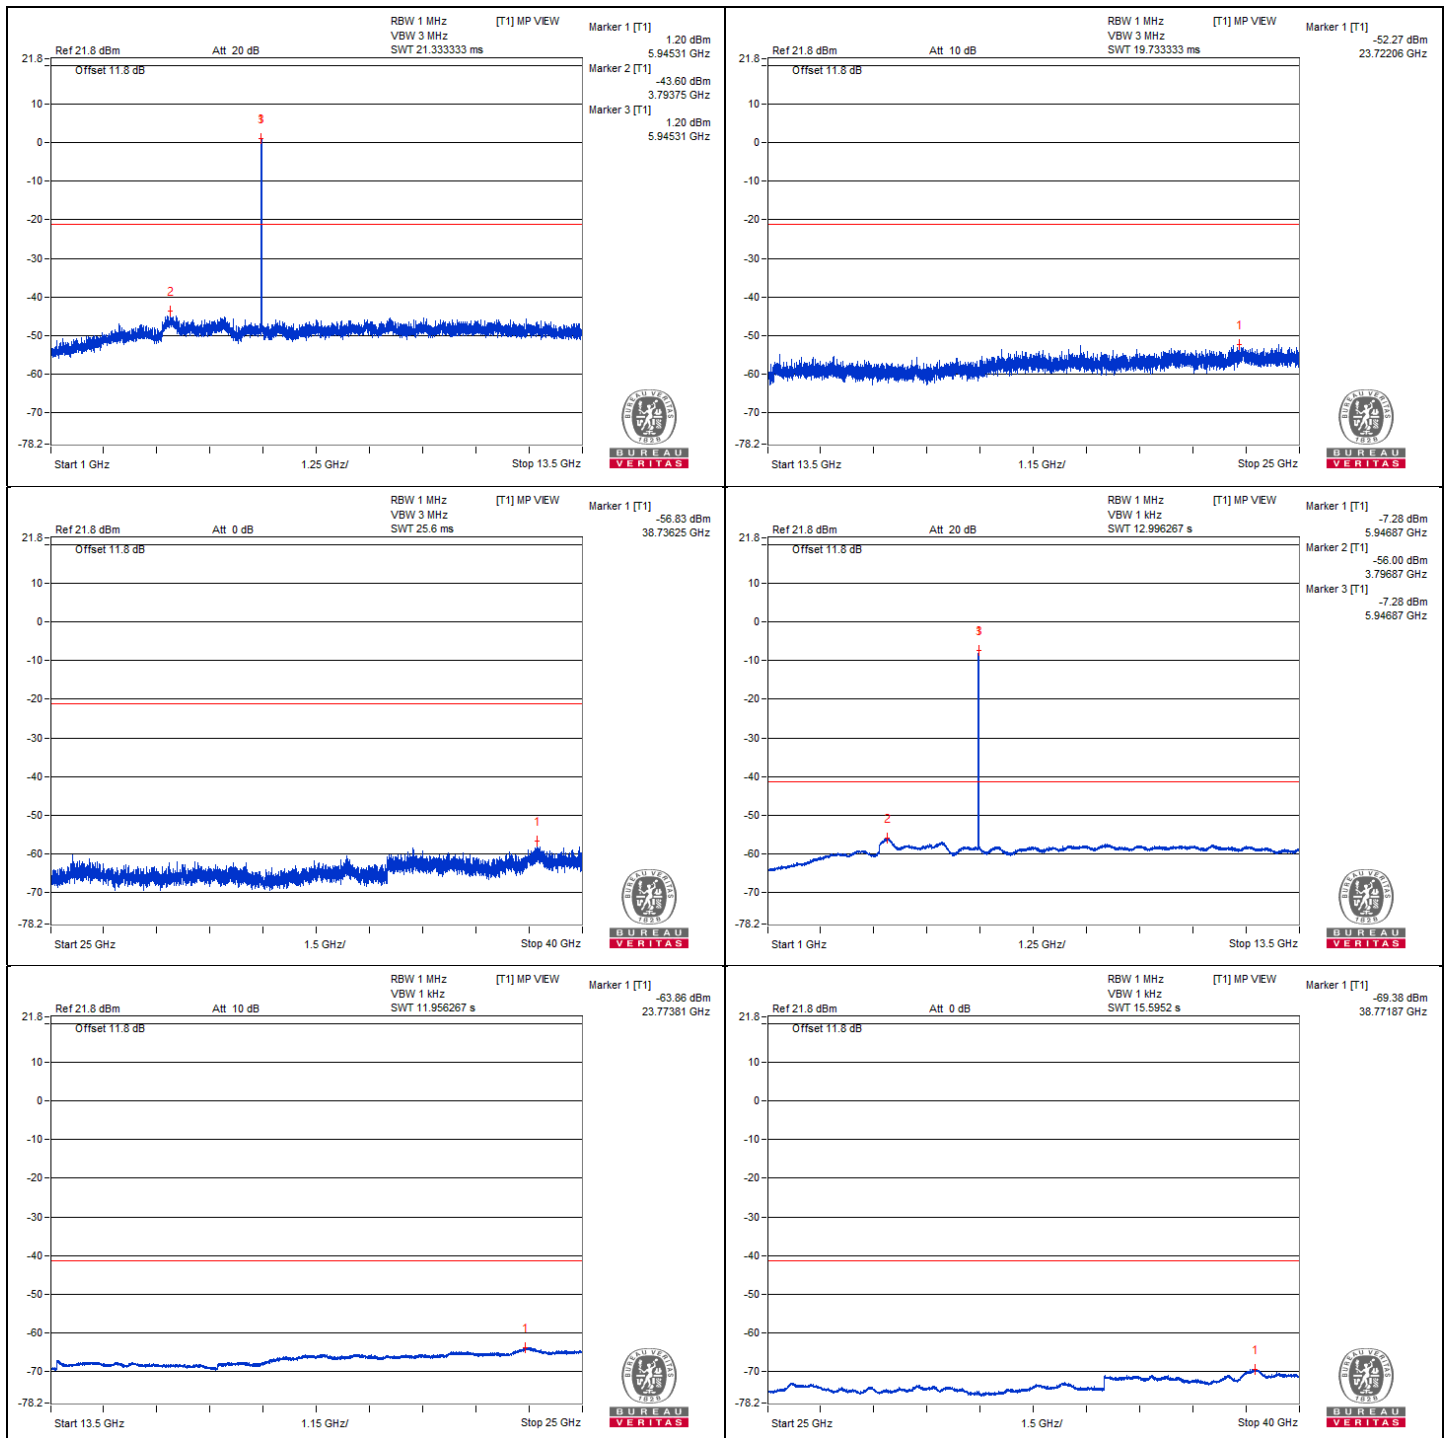 RBW 1 MHz [T1] MP VIEW
VBW 3 MHz
Ref 21.8 dBm Att 20 dB SWT 21.333333 ms
Marker 1 [T1]
1.20 dBm
5.94531 GHz
Marker 2 [T1]
-43.60 dBm
3.79375 GHz
Marker 3 [T1]
1.20 dBm
5.94531 GHz
21.8
Offset 11.8 dB
10
0
-10
-20
-30
-40
-50
-60
-70
-78.2
2
Start 1 GHz 1.25 GHz/ Stop 13.5 GHz
BUREAU VERITAS
1828
BUREAU
VERITAS
RBW 1 MHz [T1] MP VIEW
VBW 3 MHz
Ref 21.8 dBm Att 10 dB SWT 19.733333 ms
Marker 1 [T1]
-52.27 dBm
23.72206 GHz
21.8
Offset 11.8 dB
10
0
-10
-20
-30
-40
-50
-60
-70
-78.2
1
Start 13.5 GHz 1.15 GHz/ Stop 25 GHz
BUREAU VERITAS
1828
BUREAU
VERITAS
RBW 1 MHz [T1] MP VIEW
VBW 3 MHz
Ref 21.8 dBm Att 0 dB SWT 25.6 ms
Marker 1 [T1]
-56.83 dBm
38.73625 GHz
21.8
Offset 11.8 dB
10
0
-10
-20
-30
-40
-50
-60
-70
-78.2
1
Start 25 GHz 1.5 GHz/ Stop 40 GHz
BUREAU VERITAS
1828
BUREAU
VERITAS
RBW 1 MHz [T1] MP VIEW
VBW 1 kHz
Ref 21.8 dBm Att 20 dB SWT 12.996267 s
Marker 1 [T1]
-7.28 dBm
5.94687 GHz
Marker 2 [T1]
-56.00 dBm
3.79687 GHz
Marker 3 [T1]
-7.28 dBm
5.94687 GHz
21.8
Offset 11.8 dB
10
0
-10
-20
-30
-40
-50
-60
-70
-78.2
2
Start 1 GHz 1.25 GHz/ Stop 13.5 GHz
BUREAU VERITAS
1828
BUREAU
VERITAS
RBW 1 MHz [T1] MP VIEW
VBW 1 kHz
Ref 21.8 dBm Att 10 dB SWT 11.956267 s
Marker 1 [T1]
-63.86 dBm
23.77381 GHz
21.8
Offset 11.8 dB
10
0
-10
-20
-30
-40
-50
-60
-70
-78.2
1
Start 13.5 GHz 1.15 GHz/ Stop 25 GHz
BUREAU VERITAS
1828
BUREAU
VERITAS
RBW 1 MHz [T1] MP VIEW
VBW 1 kHz
Ref 21.8 dBm Att 0 dB SWT 15.5952 s
Marker 1 [T1]
-69.38 dBm
38.77187 GHz
21.8
Offset 11.8 dB
10
0
-10
-20
-30
-40
-50
-60
-70
-78.2
1
Start 25 GHz 1.5 GHz/ Stop 40 GHz
BUREAU VERITAS
1828
BUREAU
VERITAS